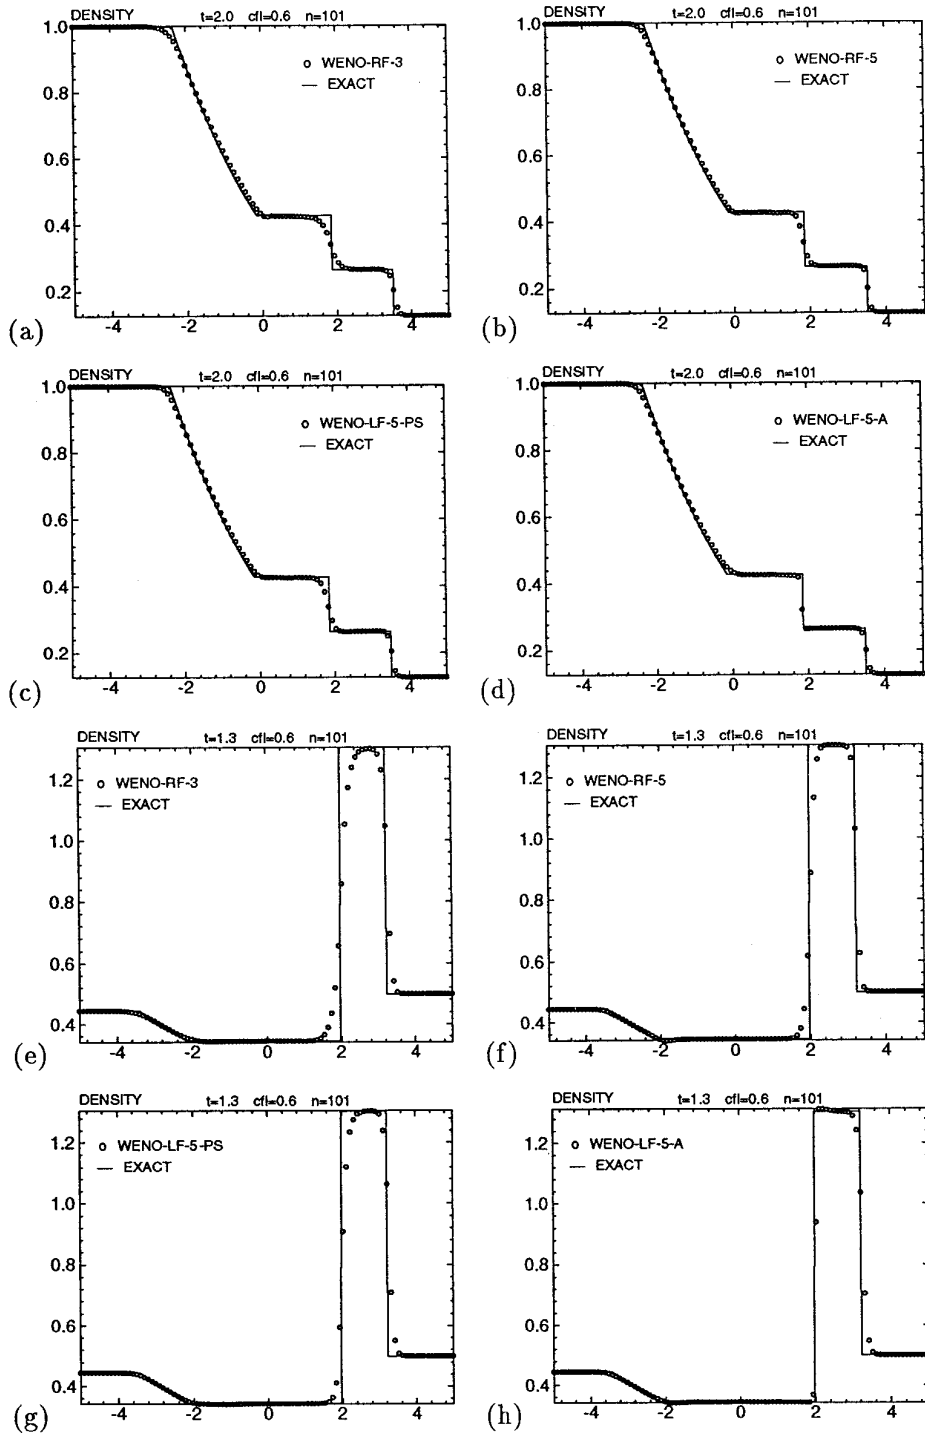 DENSITY t=2.0 cfl=0.6 n=101
1.0
0.8
0.6
0.4
0.2
WENO-RF-3
EXACT
-4 -2 0 2 4
(a)
DENSITY t=2.0 cfl=0.6 n=101
1.0
0.8
0.6
0.4
0.2
WENO-RF-5
EXACT
-4 -2 0 2 4
(b)
DENSITY t=2.0 cfl=0.6 n=101
1.0
0.8
0.6
0.4
0.2
WENO-LF-5-PS
EXACT
-4 -2 0 2 4
(c)
DENSITY t=2.0 cfl=0.6 n=101
1.0
0.8
0.6
0.4
0.2
WENO-LF-5-A
EXACT
-4 -2 0 2 4
(d)
DENSITY t=1.3 cfl=0.6 n=101
1.2
1.0
0.8
0.6
0.4
WENO-RF-3
EXACT
-4 -2 0 2 4
(e)
DENSITY t=1.3 cfl=0.6 n=101
1.2
1.0
0.8
0.6
0.4
WENO-RF-5
EXACT
-4 -2 0 2 4
(f)
DENSITY t=1.3 cfl=0.6 n=101
1.2
1.0
0.8
0.6
0.4
WENO-LF-5-PS
EXACT
-4 -2 0 2 4
(g)
DENSITY t=1.3 cfl=0.6 n=101
1.2
1.0
0.8
0.6
0.4
WENO-LF-5-A
EXACT
-4 -2 0 2 4
(h)